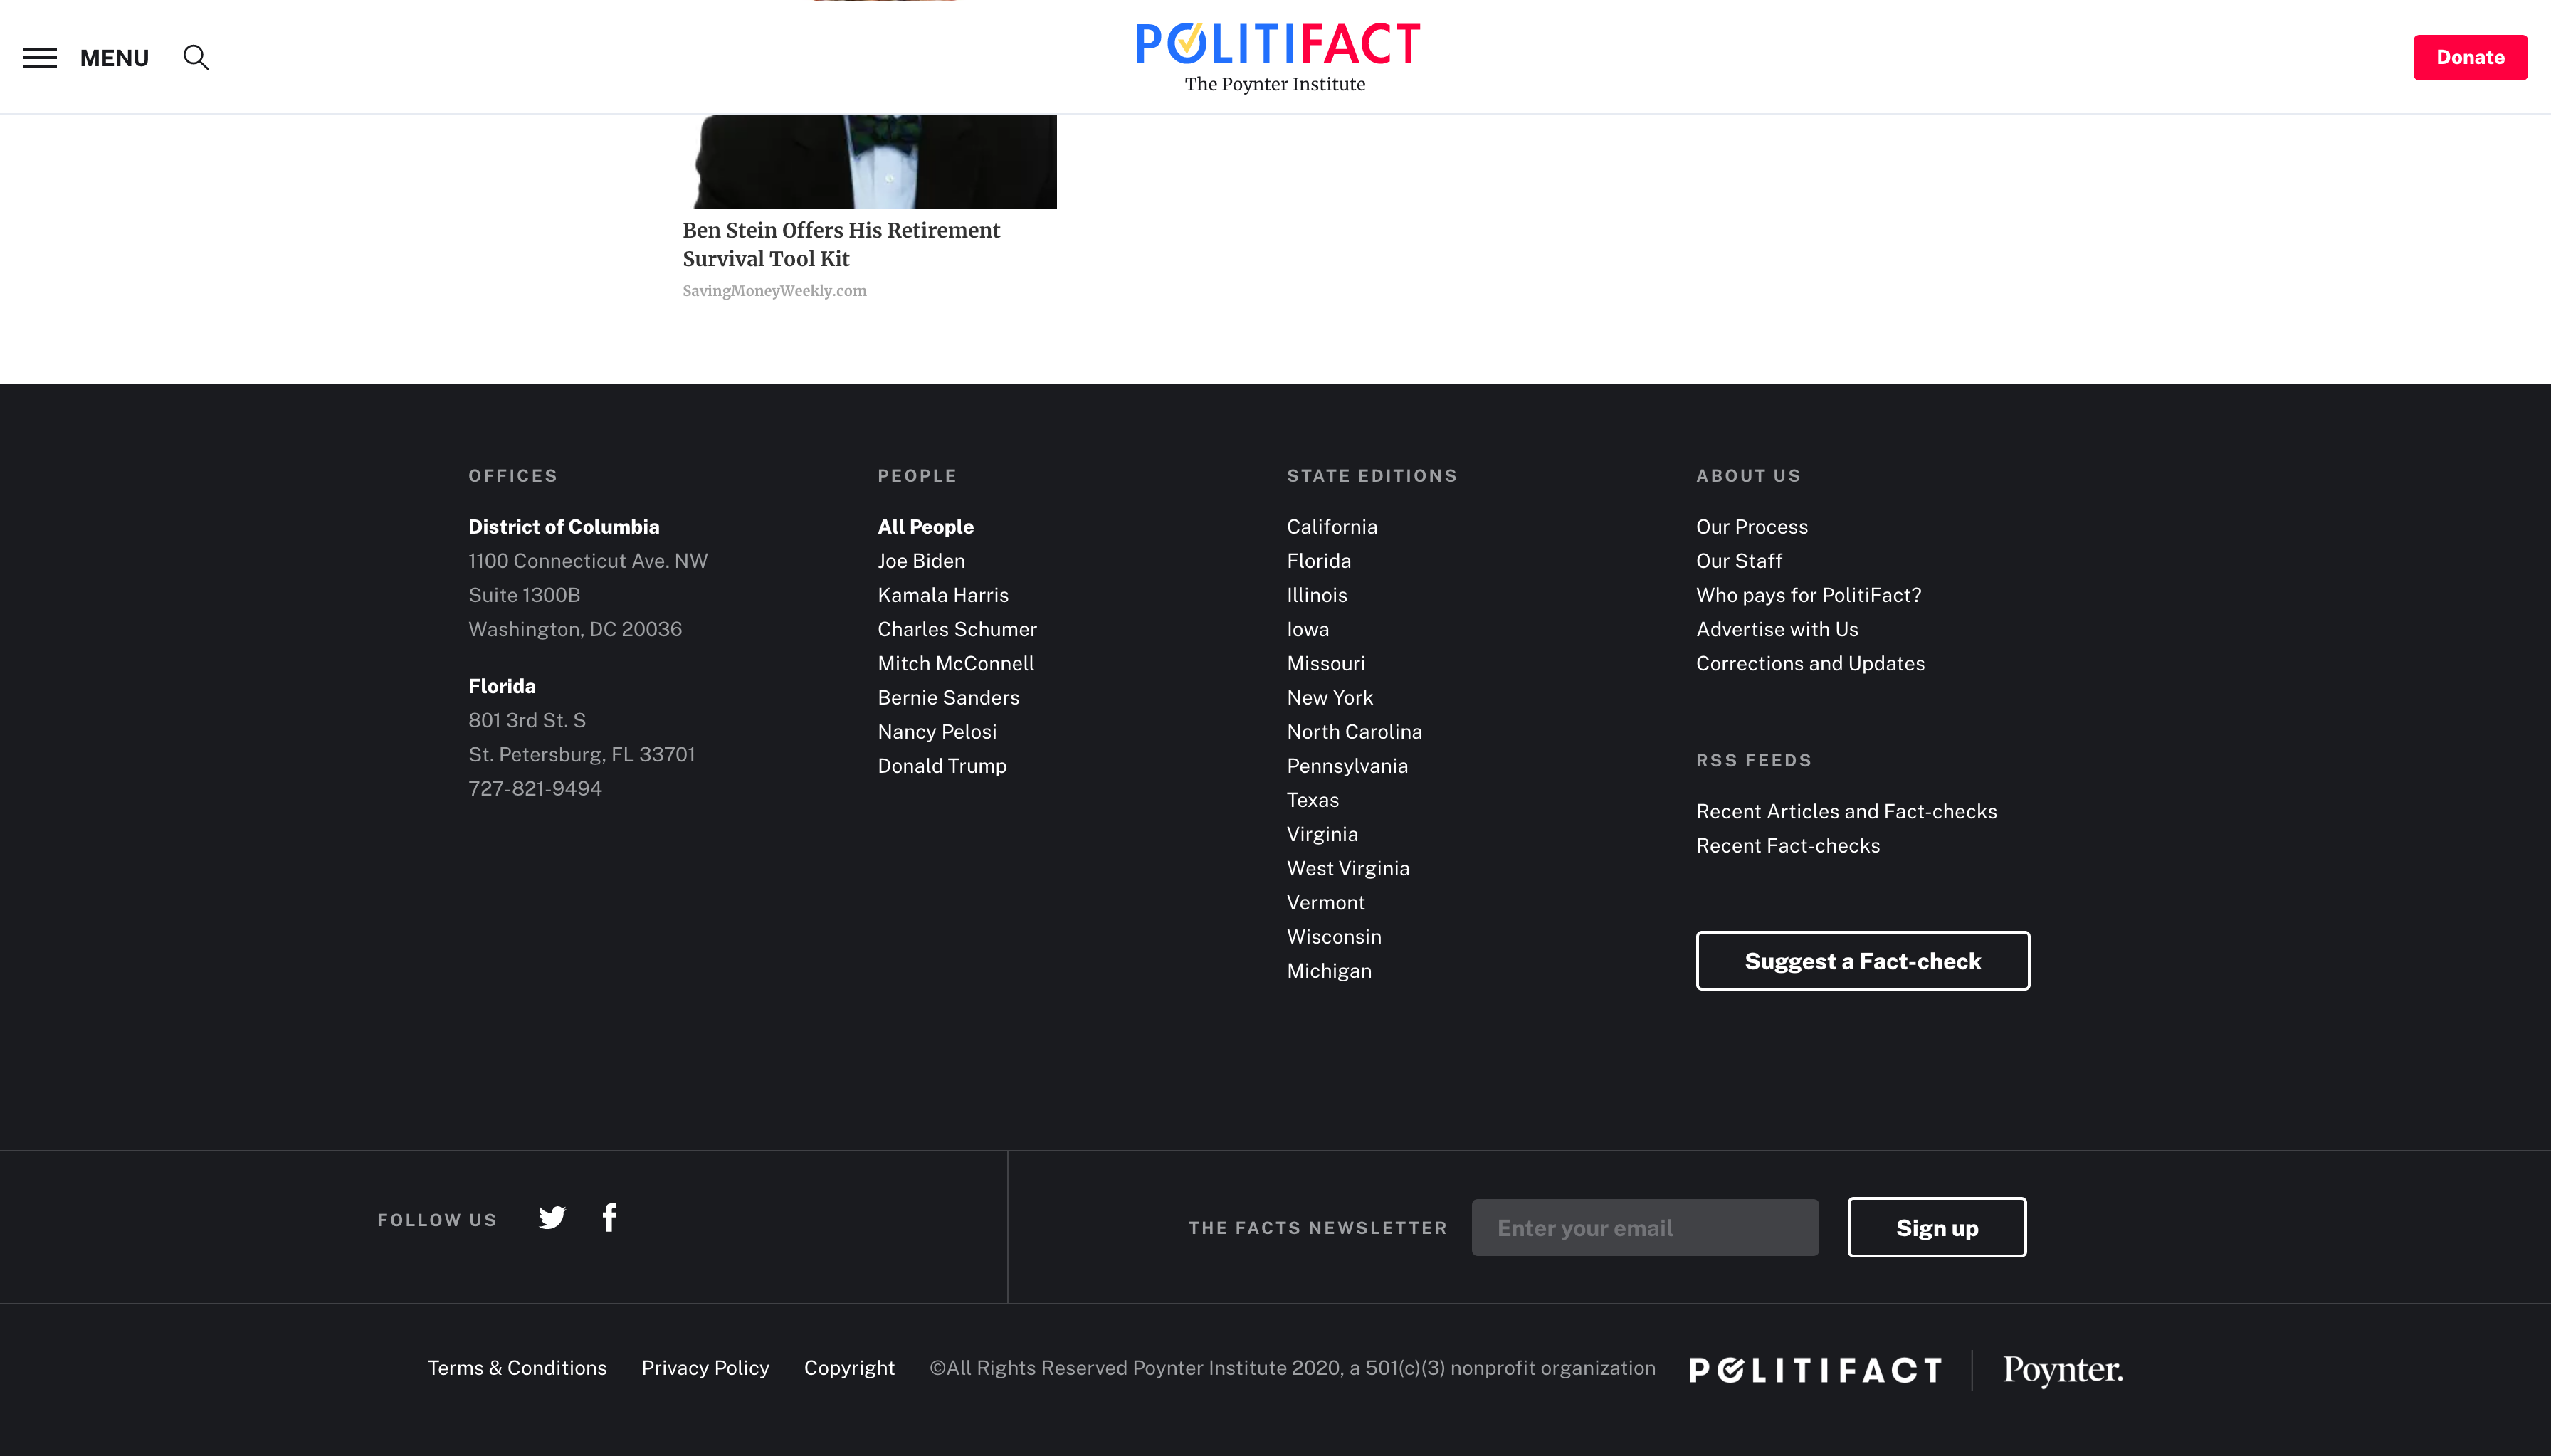 MENU
POLITIFACT
The Poynter Institute
Donate
Ben Stein Offers His Retirement
Survival Tool Kit
SavingMoneyWeekly.com
OFFICES
District of Columbia
1100 Connecticut Ave. NW
Suite 1300B
Washington, DC 20036
Florida
801 3rd St. S
St. Petersburg, FL 33701
727-821-9494
PEOPLE
All People
Joe Biden
Kamala Harris
Charles Schumer
Mitch McConnell
Bernie Sanders
Nancy Pelosi
Donald Trump
STATE EDITIONS
California
Florida
Illinois
Iowa
Missouri
New York
North Carolina
Pennsylvania
Texas
Virginia
West Virginia
Vermont
Wisconsin
Michigan
ABOUT US
Our Process
Our Staff
Who pays for PolitiFact?
Advertise with Us
Corrections and Updates
RSS FEEDS
Recent Articles and Fact-checks
Recent Fact-checks
Suggest a Fact-check
FOLLOW US
THE FACTS NEWSLETTER
Enter your email
Sign up
Terms & Conditions
Privacy Policy
Copyright
©All Rights Reserved Poynter Institute 2020, a 501(c)(3) nonprofit organization
POLITIFACT
Poynter.